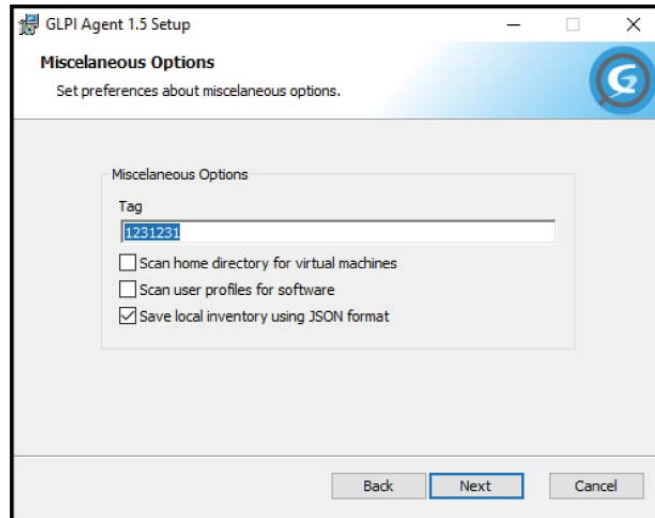 GLPI Agent 1.5 Setup
Miscelaneous Options
Set preferences about miscelaneous options.
Miscelaneous Options
Tag
1231231
Scan home directory for virtual machines
Scan user profiles for software
Save local inventory using JSON format
Back Next Cancel